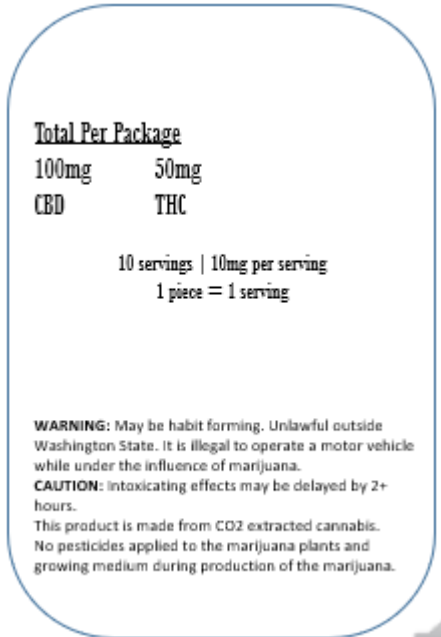 Total Per Package
100mg 50mg
CBD THC
10 servings | 10mg per serving
1 piece = 1 serving
WARNING: May be habit forming. Unlawful outside
Washington State. It is illegal to operate a motor vehicle
while under the influence of marijuana.
CAUTION: Intoxicating effects may be delayed by 2+
hours.
This product is made from CO2 extracted cannabis.
No pesticides applied to the marijuana plants and
growing medium during production of the marijuana.